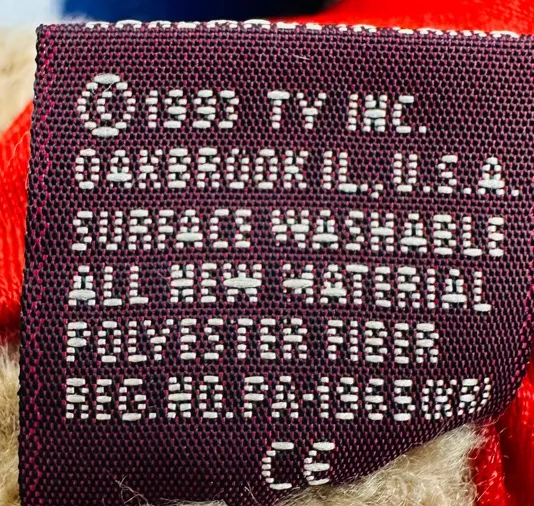 © 1993 TY INC.
OAKBROOK IL., U.S.A.
SURFACE WASHABLE
ALL NEW MATERIAL
POLYESTER FIBER
REG. NO. PA-1965(KR)
CE